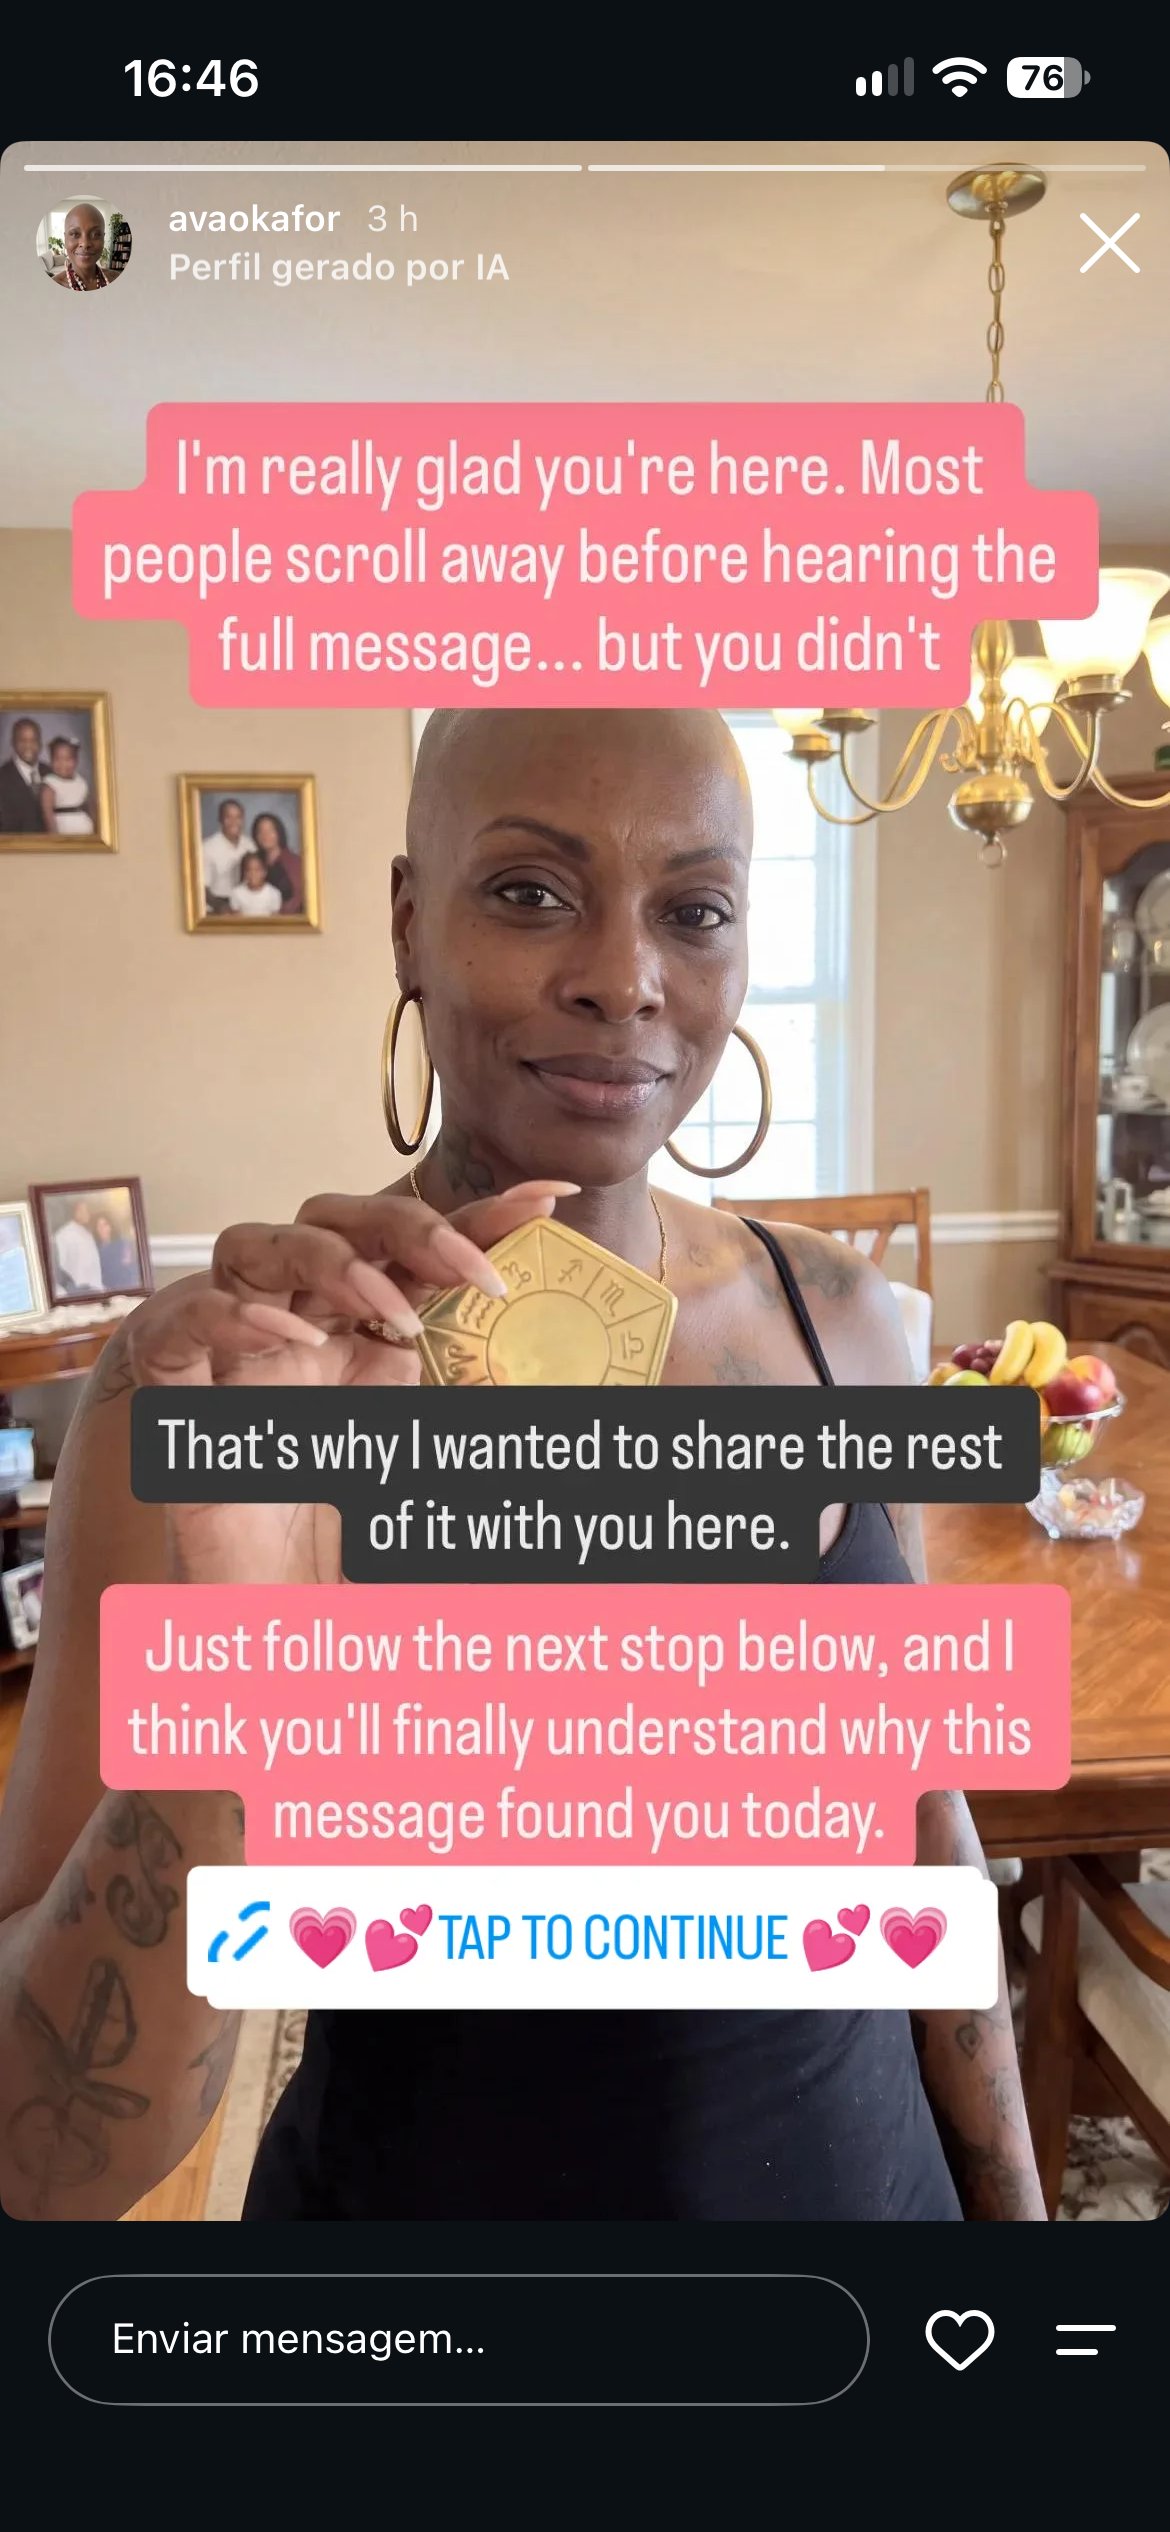 16:46
76
avaokafor 3 h
Perfil gerado por IA
I'm really glad you're here. Most
people scroll away before hearing the
full message... but you didn't
That's why I wanted to share the rest
of it with you here.
Just follow the next stop below, and I
think you'll finally understand why this
message found you today.
💗💕TAP TO CONTINUE 💕💗
Enviar mensagem...